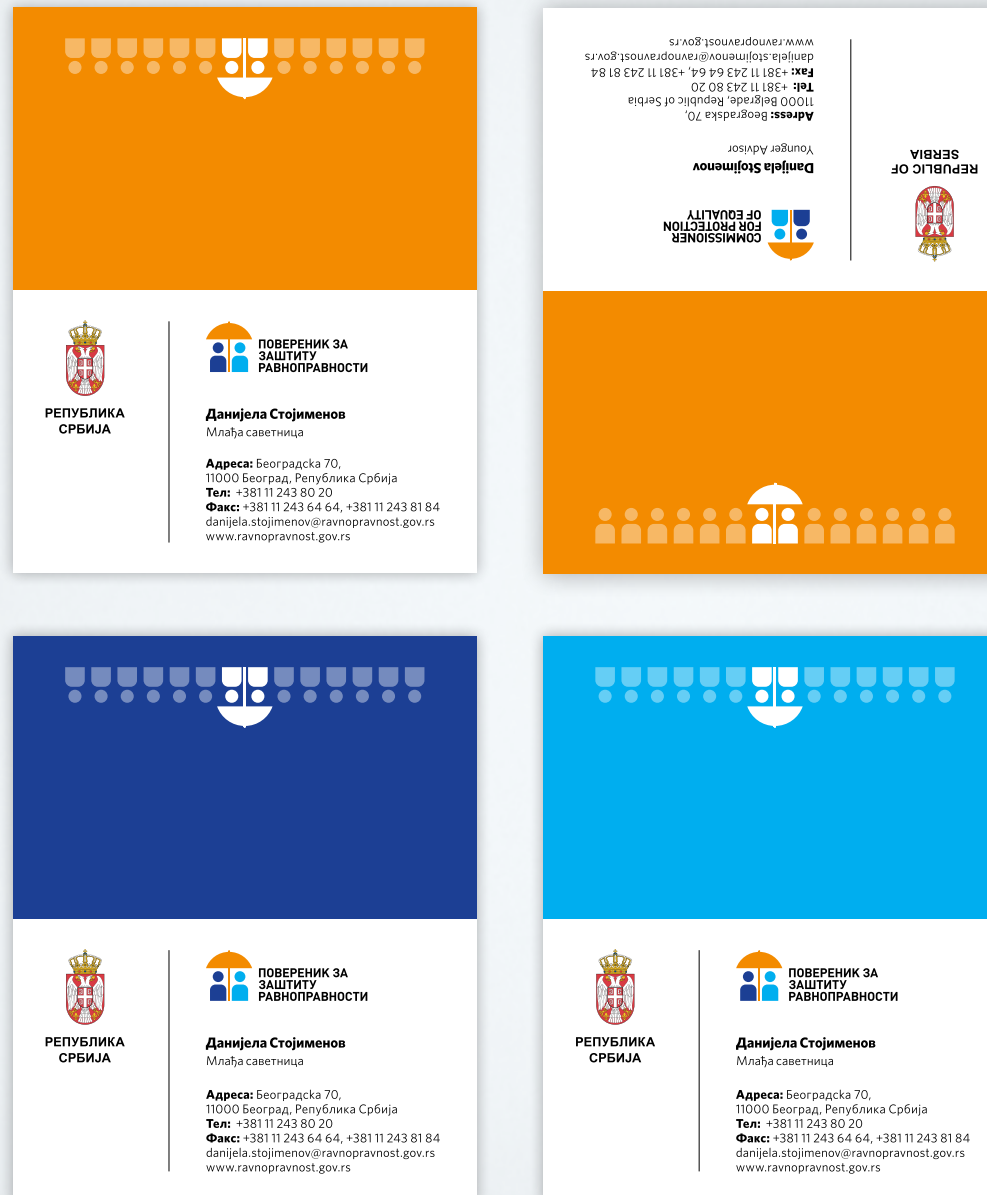 РЕПУБЛИКА
СРБИЈА
ПОВЕРЕНИК ЗА
ЗАШТИТУ
РАВНОПРАВНОСТИ
Данијела Стојименов
Млађа саветница
Адреса: Београдска 70,
11000 Београд, Република Србија
Тел: +381 11 243 80 20
Факс: +381 11 243 64 64, +381 11 243 81 84
danijela.stojimenov@ravnopravnost.gov.rs
www.ravnopravnost.gov.rs
REPUBLIC OF
SERBIA
COMMISSIONER
FOR PROTECTION
OF EQUALITY
Danijela Stojimenov
Younger Advisor
Adress: Beogradska 70,
11000 Belgrade, Republic of Serbia
Tel: +381 11 243 80 20
Fax: +381 11 243 64 64, +381 11 243 81 84
danijela.stojimenov@ravnopravnost.gov.rs
www.ravnopravnost.gov.rs
РЕПУБЛИКА
СРБИЈА
ПОВЕРЕНИК ЗА
ЗАШТИТУ
РАВНОПРАВНОСТИ
Данијела Стојименов
Млађа саветница
Адреса: Београдска 70,
11000 Београд, Република Србија
Тел: +381 11 243 80 20
Факс: +381 11 243 64 64, +381 11 243 81 84
danijela.stojimenov@ravnopravnost.gov.rs
www.ravnopravnost.gov.rs
РЕПУБЛИКА
СРБИЈА
ПОВЕРЕНИК ЗА
ЗАШТИТУ
РАВНОПРАВНОСТИ
Данијела Стојименов
Млађа саветница
Адреса: Београдска 70,
11000 Београд, Република Србија
Тел: +381 11 243 80 20
Факс: +381 11 243 64 64, +381 11 243 81 84
danijela.stojimenov@ravnopravnost.gov.rs
www.ravnopravnost.gov.rs